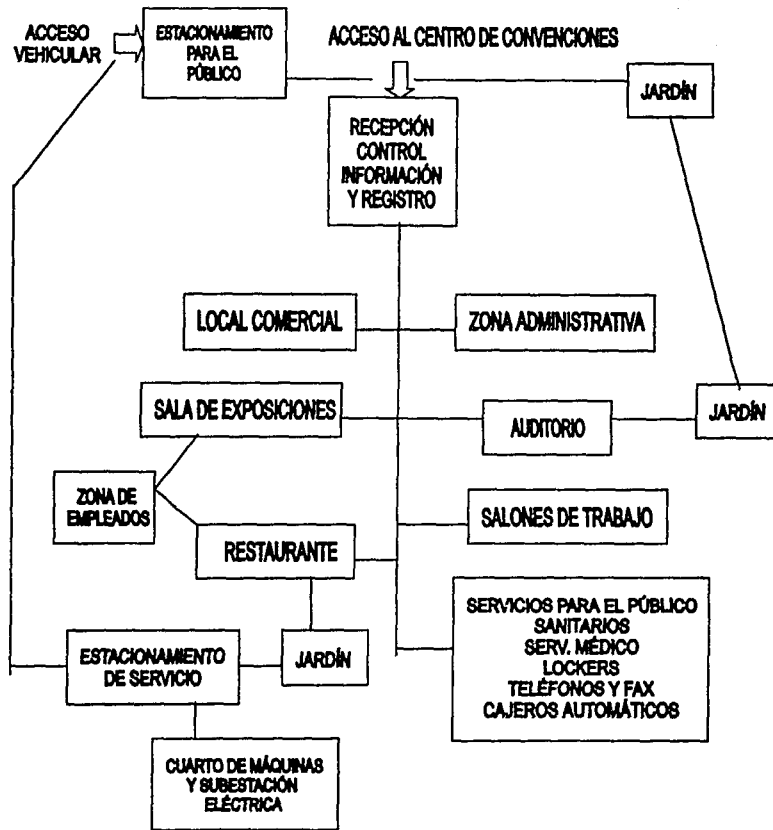 ACCESO
VEHICULAR
ESTACIONAMIENTO
PARA EL
PÚBLICO
ACCESO AL CENTRO DE CONVENCIONES
JARDÍN
RECEPCIÓN
CONTROL
INFORMACIÓN
Y REGISTRO
LOCAL COMERCIAL
ZONA ADMINISTRATIVA
SALA DE EXPOSICIONES
AUDITORIO
JARDÍN
ZONA DE
EMPLEADOS
SALONES DE TRABAJO
RESTAURANTE
SERVICIOS PARA EL PÚBLICO
SANITARIOS
SERV. MÉDICO
LOCKERS
TELÉFONOS Y FAX
CAJEROS AUTOMÁTICOS
ESTACIONAMIENTO
DE SERVICIO
JARDÍN
CUARTO DE MÁQUINAS
Y SUBESTACIÓN
ELÉCTRICA